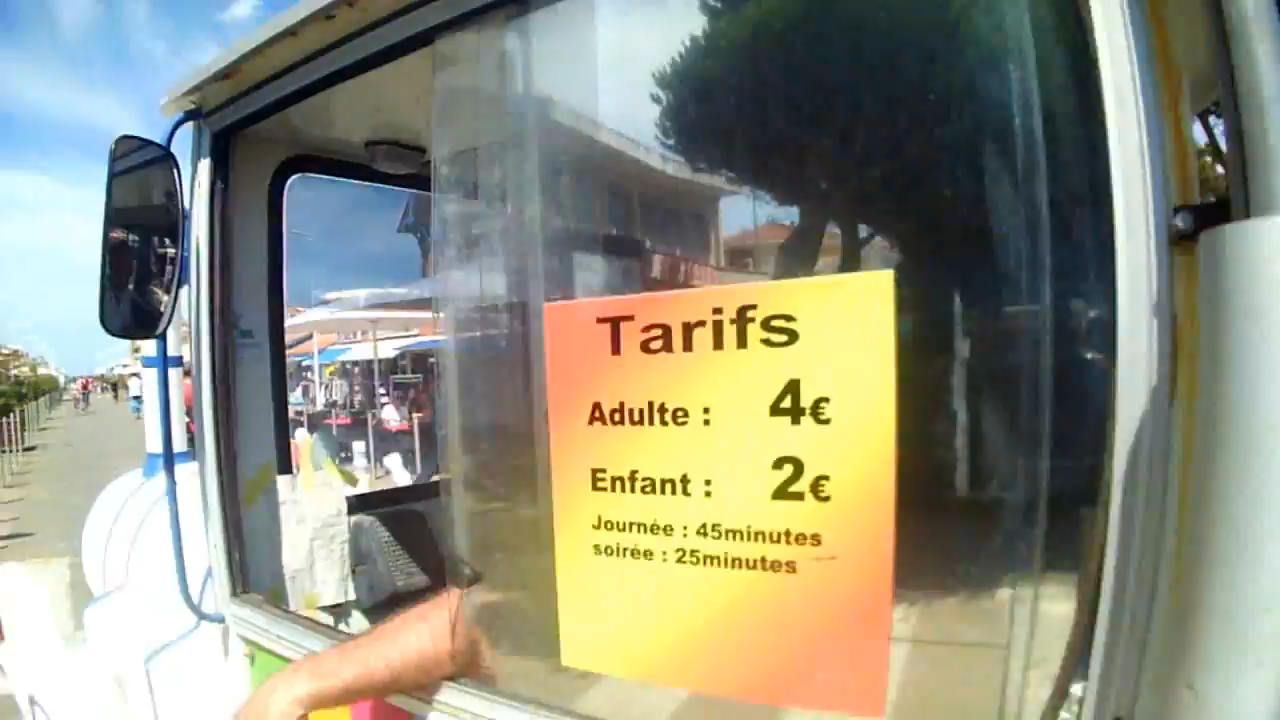 Tarifs
Adulte : 4€
Enfant : 2€
Journée : 45minutes
soirée : 25minutes